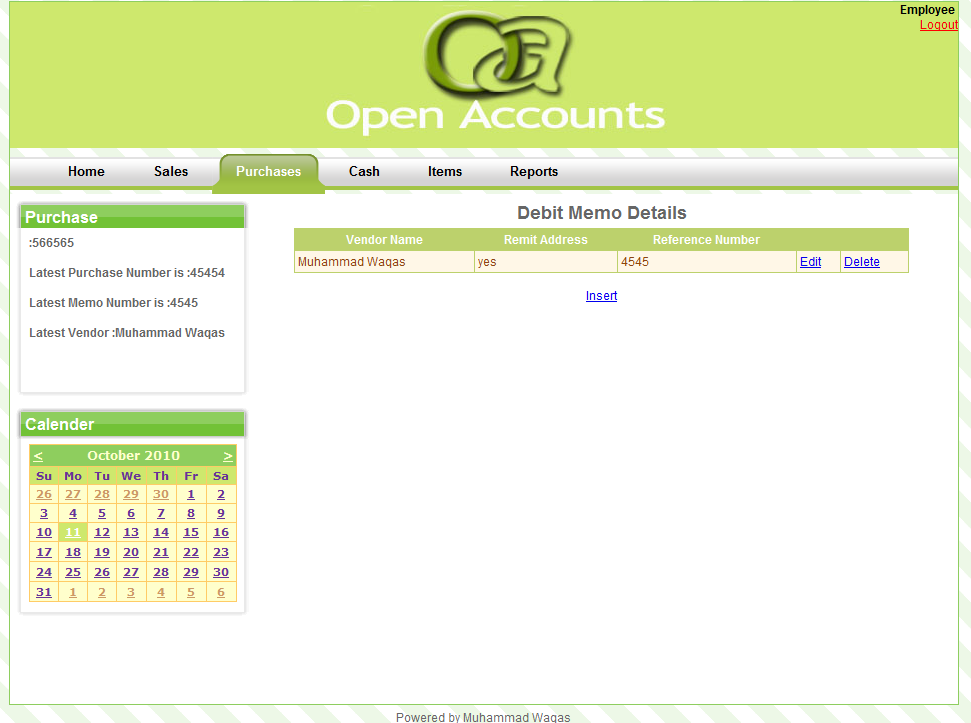 Employee
Logout
Oa
Open Accounts
Home Sales Purchases Cash Items Reports
Purchase
:566565
Latest Purchase Number is :45454
Latest Memo Number is :4545
Latest Vendor :Muhammad Waqas
Calender
< October 2010 >
Su Mo Tu We Th Fr Sa
26 27 28 29 30 1 2
3 4 5 6 7 8 9
10 11 12 13 14 15 16
17 18 19 20 21 22 23
24 25 26 27 28 29 30
31 1 2 3 4 5 6
Debit Memo Details
Vendor Name Remit Address Reference Number
Muhammad Waqas yes 4545 Edit Delete
Insert
Powered by Muhammad Waqas